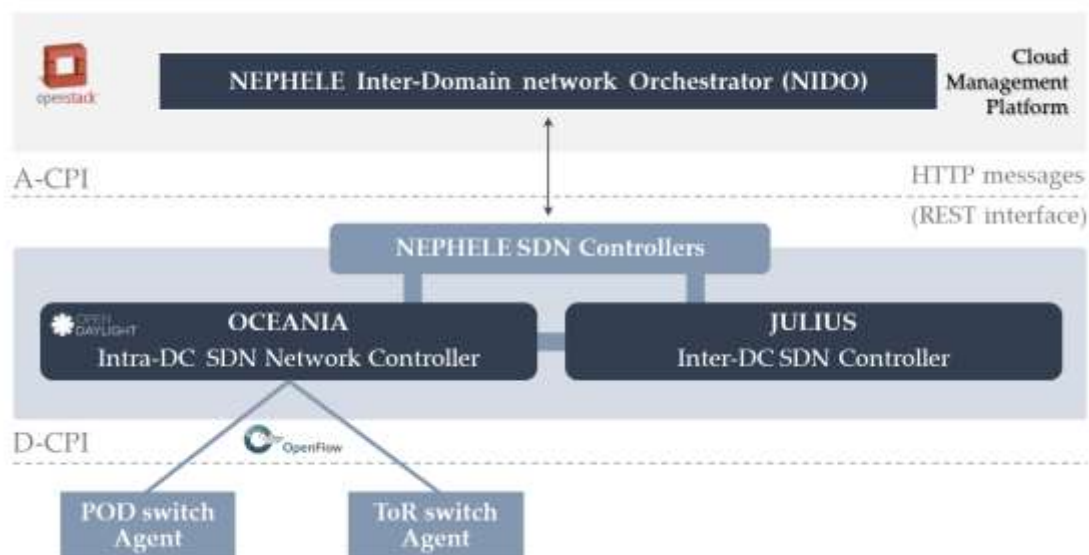 openstack
NEPHELE Inter-Domain network Orchestrator (NIDO)
Cloud
Management
Platform
A-CPI
HTTP messages
(REST interface)
NEPHELE SDN Controllers
OPEN
DAYLIGHT
OCEANIA
Intra-DC SDN Network Controller
JULIUS
Inter-DC SDN Controller
D-CPI
OpenFlow
POD switch
Agent
ToR switch
Agent